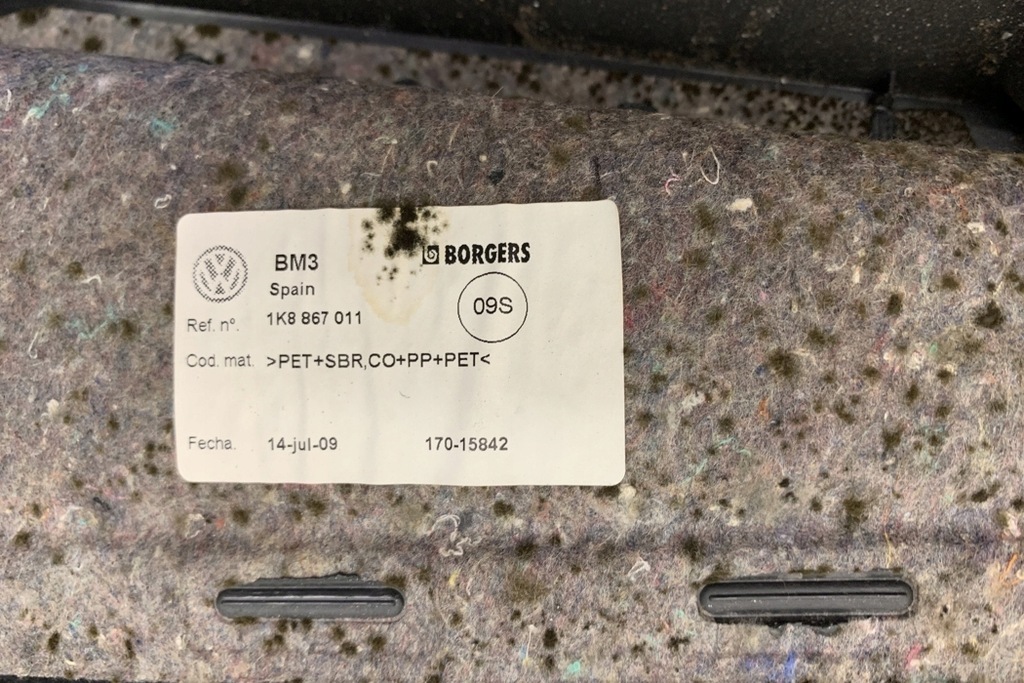 BM3
BORGERS
Spain
09S
Ref. nº. 1K8 867 011
Cod. mat. >PET+SBR,CO+PP+PET<
Fecha. 14-jul-09 170-15842